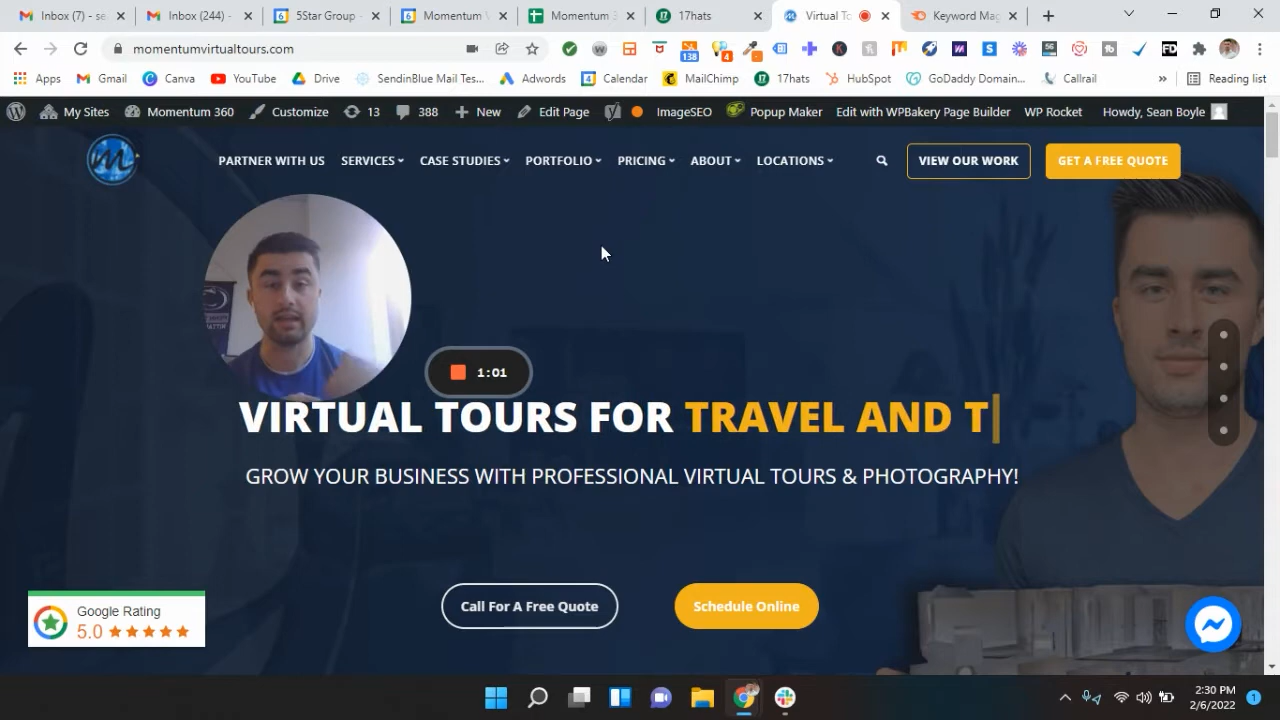 Inbox (7) - se
Inbox (244) -
5Star Group -
Momentum V
Momentum 3
17hats
Virtual To
Keyword Mag
momentumvirtualtours.com
138
4
Apps
Gmail
Canva
YouTube
Drive
SendinBlue Mail Tes...
Adwords
Calendar
MailChimp
17hats
HubSpot
GoDaddy Domain...
Callrail
»
Reading list
My Sites
Momentum 360
Customize
13
388
New
Edit Page
ImageSEO
Popup Maker
Edit with WPBakery Page Builder
WP Rocket
Howdy, Sean Boyle
PARTNER WITH US
SERVICES
CASE STUDIES
PORTFOLIO
PRICING
ABOUT
LOCATIONS
VIEW OUR WORK
GET A FREE QUOTE
1:01
VIRTUAL TOURS FOR TRAVEL AND T
GROW YOUR BUSINESS WITH PROFESSIONAL VIRTUAL TOURS & PHOTOGRAPHY!
Call For A Free Quote
Schedule Online
Google Rating
5.0
2:30 PM
2/6/2022
1